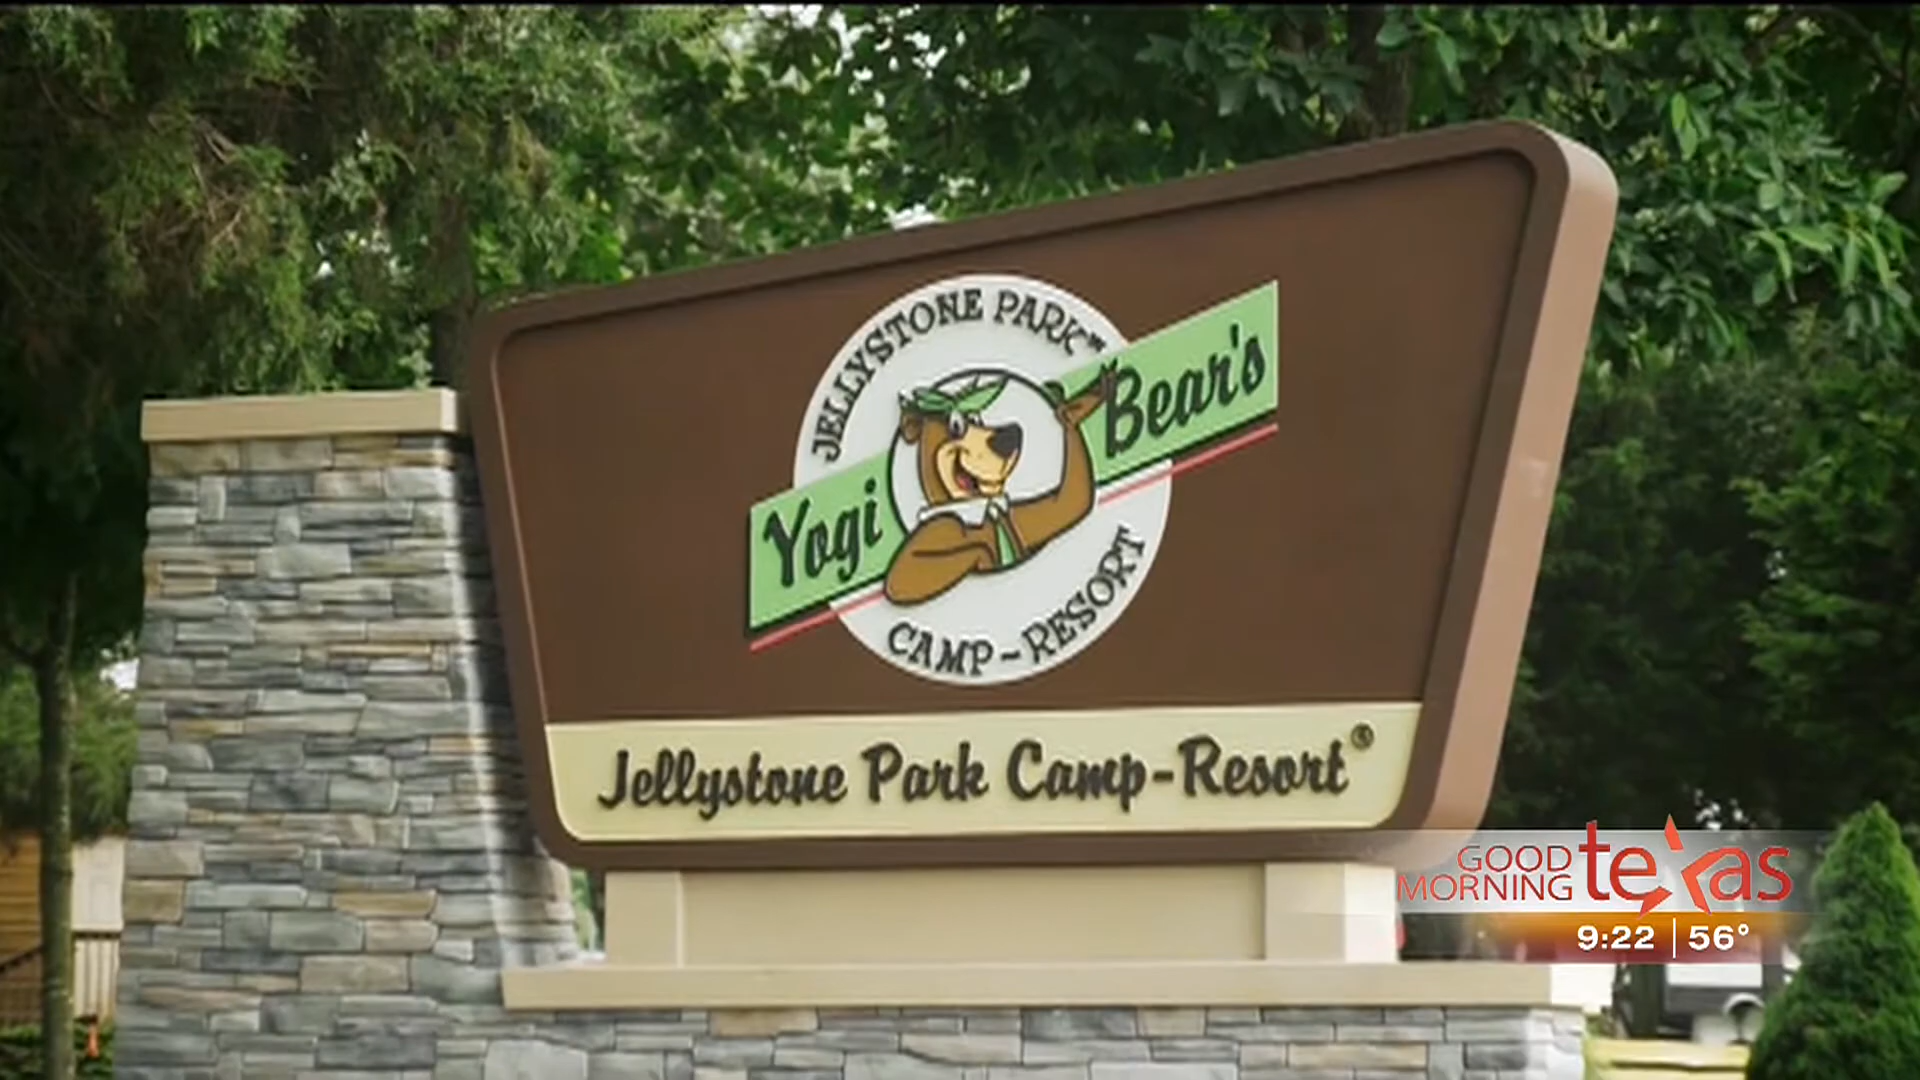 JELLYSTONE PARK™
Yogi Bear's
CAMP-RESORT
Jellystone Park Camp-Resort®
GOOD MORNING texas
9:22 | 56°